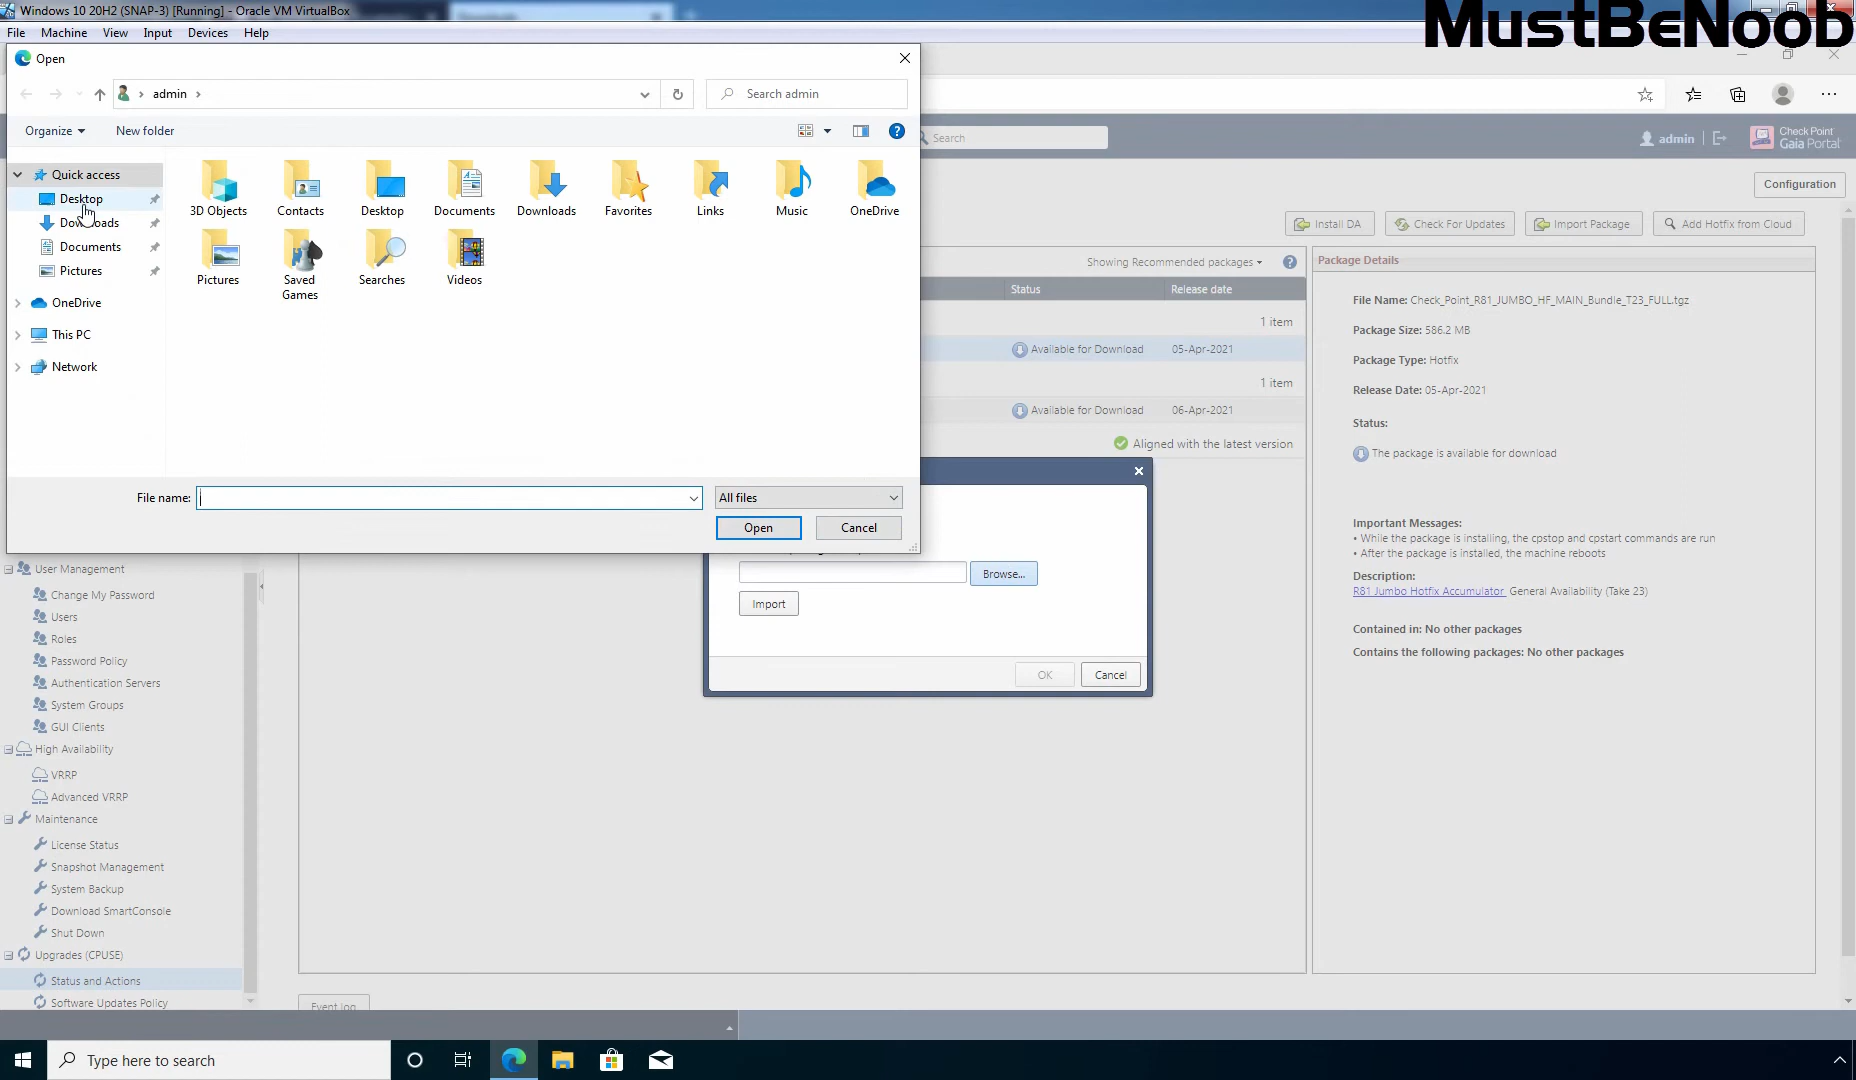 Windows 10 20H2 (SNAP-3) [Running] - Oracle VM VirtualBox
MustBeNoob
File Machine View Input Devices Help
Open
admin
Search admin
Organize New folder
Search
admin
Check Point
Gaia Portal
Quick access
Desktop
Downloads
Documents
Pictures
OneDrive
This PC
Network
3D Objects Contacts Desktop Documents Downloads Favorites Links Music OneDrive
Pictures Saved Games Searches Videos
File name:
All files
Open Cancel
Configuration
Install DA Check For Updates Import Package Add Hotfix from Cloud
Showing Recommended packages
Status Release date
1 item
Available for Download 05-Apr-2021
1 item
Available for Download 06-Apr-2021
Aligned with the latest version
Browse...
Import
OK Cancel
Package Details
File Name: Check_Point_R81_JUMBO_HF_MAIN_Bundle_T23_FULL.tgz
Package Size: 586.2 MB
Package Type: Hotfix
Release Date: 05-Apr-2021
Status:
The package is available for download
Important Messages:
• While the package is installing, the cpstop and cpstart commands are run
• After the package is installed, the machine reboots
Description:
R81 Jumbo Hotfix Accumulator General Availability (Take 23)
Contained in: No other packages
Contains the following packages: No other packages
User Management
Change My Password
Users
Roles
Password Policy
Authentication Servers
System Groups
GUI Clients
High Availability
VRRP
Advanced VRRP
Maintenance
License Status
Snapshot Management
System Backup
Download SmartConsole
Shut Down
Upgrades (CPUSE)
Status and Actions
Software Updates Policy
Event log
Type here to search